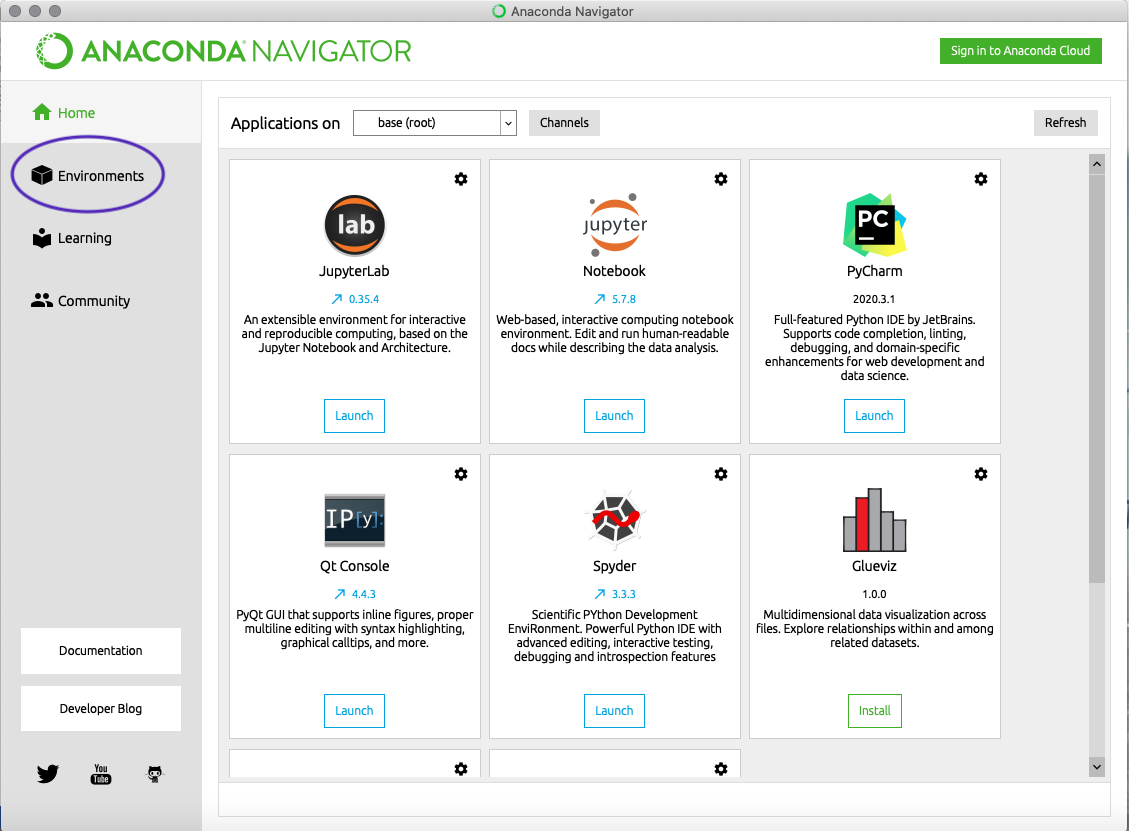 Anaconda Navigator
ANACONDA NAVIGATOR
Sign in to Anaconda Cloud
Home
Environments
Learning
Community
Documentation
Developer Blog
You
Tube
Applications on
base (root)
Channels
Refresh
lab
JupyterLab
0.35.4
An extensible environment for interactive
and reproducible computing, based on the
Jupyter Notebook and Architecture.
Launch
jupyter
Notebook
5.7.8
Web-based, interactive computing notebook
environment. Edit and run human-readable
docs while describing the data analysis.
Launch
PC
PyCharm
2020.3.1
Full-featured Python IDE by JetBrains.
Supports code completion, linting,
debugging, and domain-specific
enhancements for web development and
data science.
Launch
IP[y]:
Qt Console
4.4.3
PyQt GUI that supports inline figures, proper
multiline editing with syntax highlighting,
graphical calltips, and more.
Launch
Spyder
3.3.3
Scientific PYthon Development
EnviRonment. Powerful Python IDE with
advanced editing, interactive testing,
debugging and introspection features
Launch
Glueviz
1.0.0
Multidimensional data visualization across
files. Explore relationships within and among
related datasets.
Install